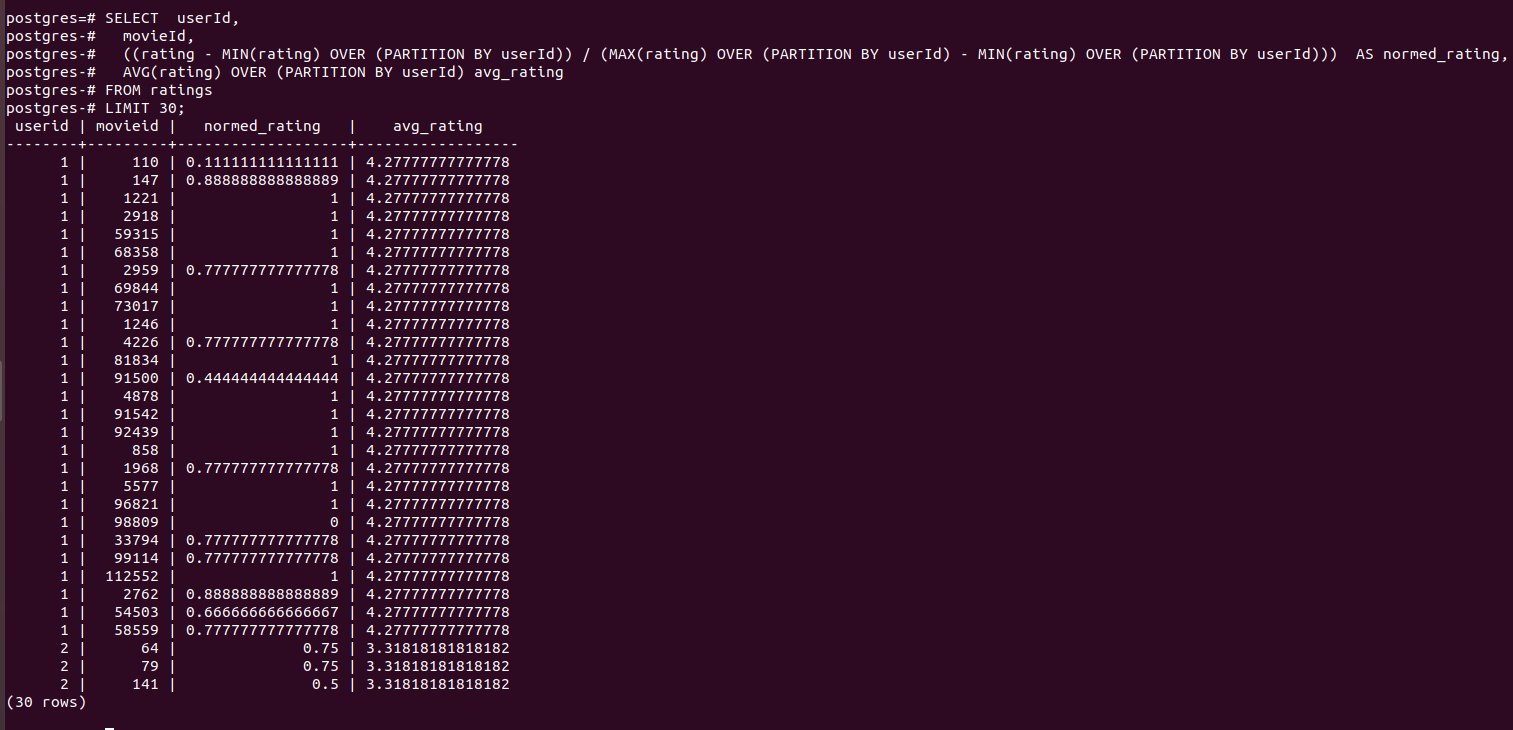 postgres=# SELECT  userId,
postgres-#   movieId,
postgres-#   ((rating - MIN(rating) OVER (PARTITION BY userId)) / (MAX(rating) OVER (PARTITION BY userId) - MIN(rating) OVER (PARTITION BY userId)))  AS normed_rating,
postgres-#   AVG(rating) OVER (PARTITION BY userId) avg_rating
postgres-# FROM ratings
postgres-# LIMIT 30;
 userid | movieid |   normed_rating   |    avg_rating
--------+---------+-------------------+------------------
      1 |     110 | 0.111111111111111 | 4.27777777777778
      1 |     147 | 0.888888888888889 | 4.27777777777778
      1 |    1221 |                 1 | 4.27777777777778
      1 |    2918 |                 1 | 4.27777777777778
      1 |   59315 |                 1 | 4.27777777777778
      1 |   68358 |                 1 | 4.27777777777778
      1 |    2959 | 0.777777777777778 | 4.27777777777778
      1 |   69844 |                 1 | 4.27777777777778
      1 |   73017 |                 1 | 4.27777777777778
      1 |    1246 |                 1 | 4.27777777777778
      1 |    4226 | 0.777777777777778 | 4.27777777777778
      1 |   81834 |                 1 | 4.27777777777778
      1 |   91500 | 0.444444444444444 | 4.27777777777778
      1 |    4878 |                 1 | 4.27777777777778
      1 |   91542 |                 1 | 4.27777777777778
      1 |   92439 |                 1 | 4.27777777777778
      1 |     858 |                 1 | 4.27777777777778
      1 |    1968 | 0.777777777777778 | 4.27777777777778
      1 |    5577 |                 1 | 4.27777777777778
      1 |   96821 |                 1 | 4.27777777777778
      1 |   98809 |                 0 | 4.27777777777778
      1 |   33794 | 0.777777777777778 | 4.27777777777778
      1 |   99114 | 0.777777777777778 | 4.27777777777778
      1 |  112552 |                 1 | 4.27777777777778
      1 |    2762 | 0.888888888888889 | 4.27777777777778
      1 |   54503 | 0.666666666666667 | 4.27777777777778
      1 |   58559 | 0.777777777777778 | 4.27777777777778
      2 |      64 |              0.75 | 3.31818181818182
      2 |      79 |              0.75 | 3.31818181818182
      2 |     141 |               0.5 | 3.31818181818182
(30 rows)